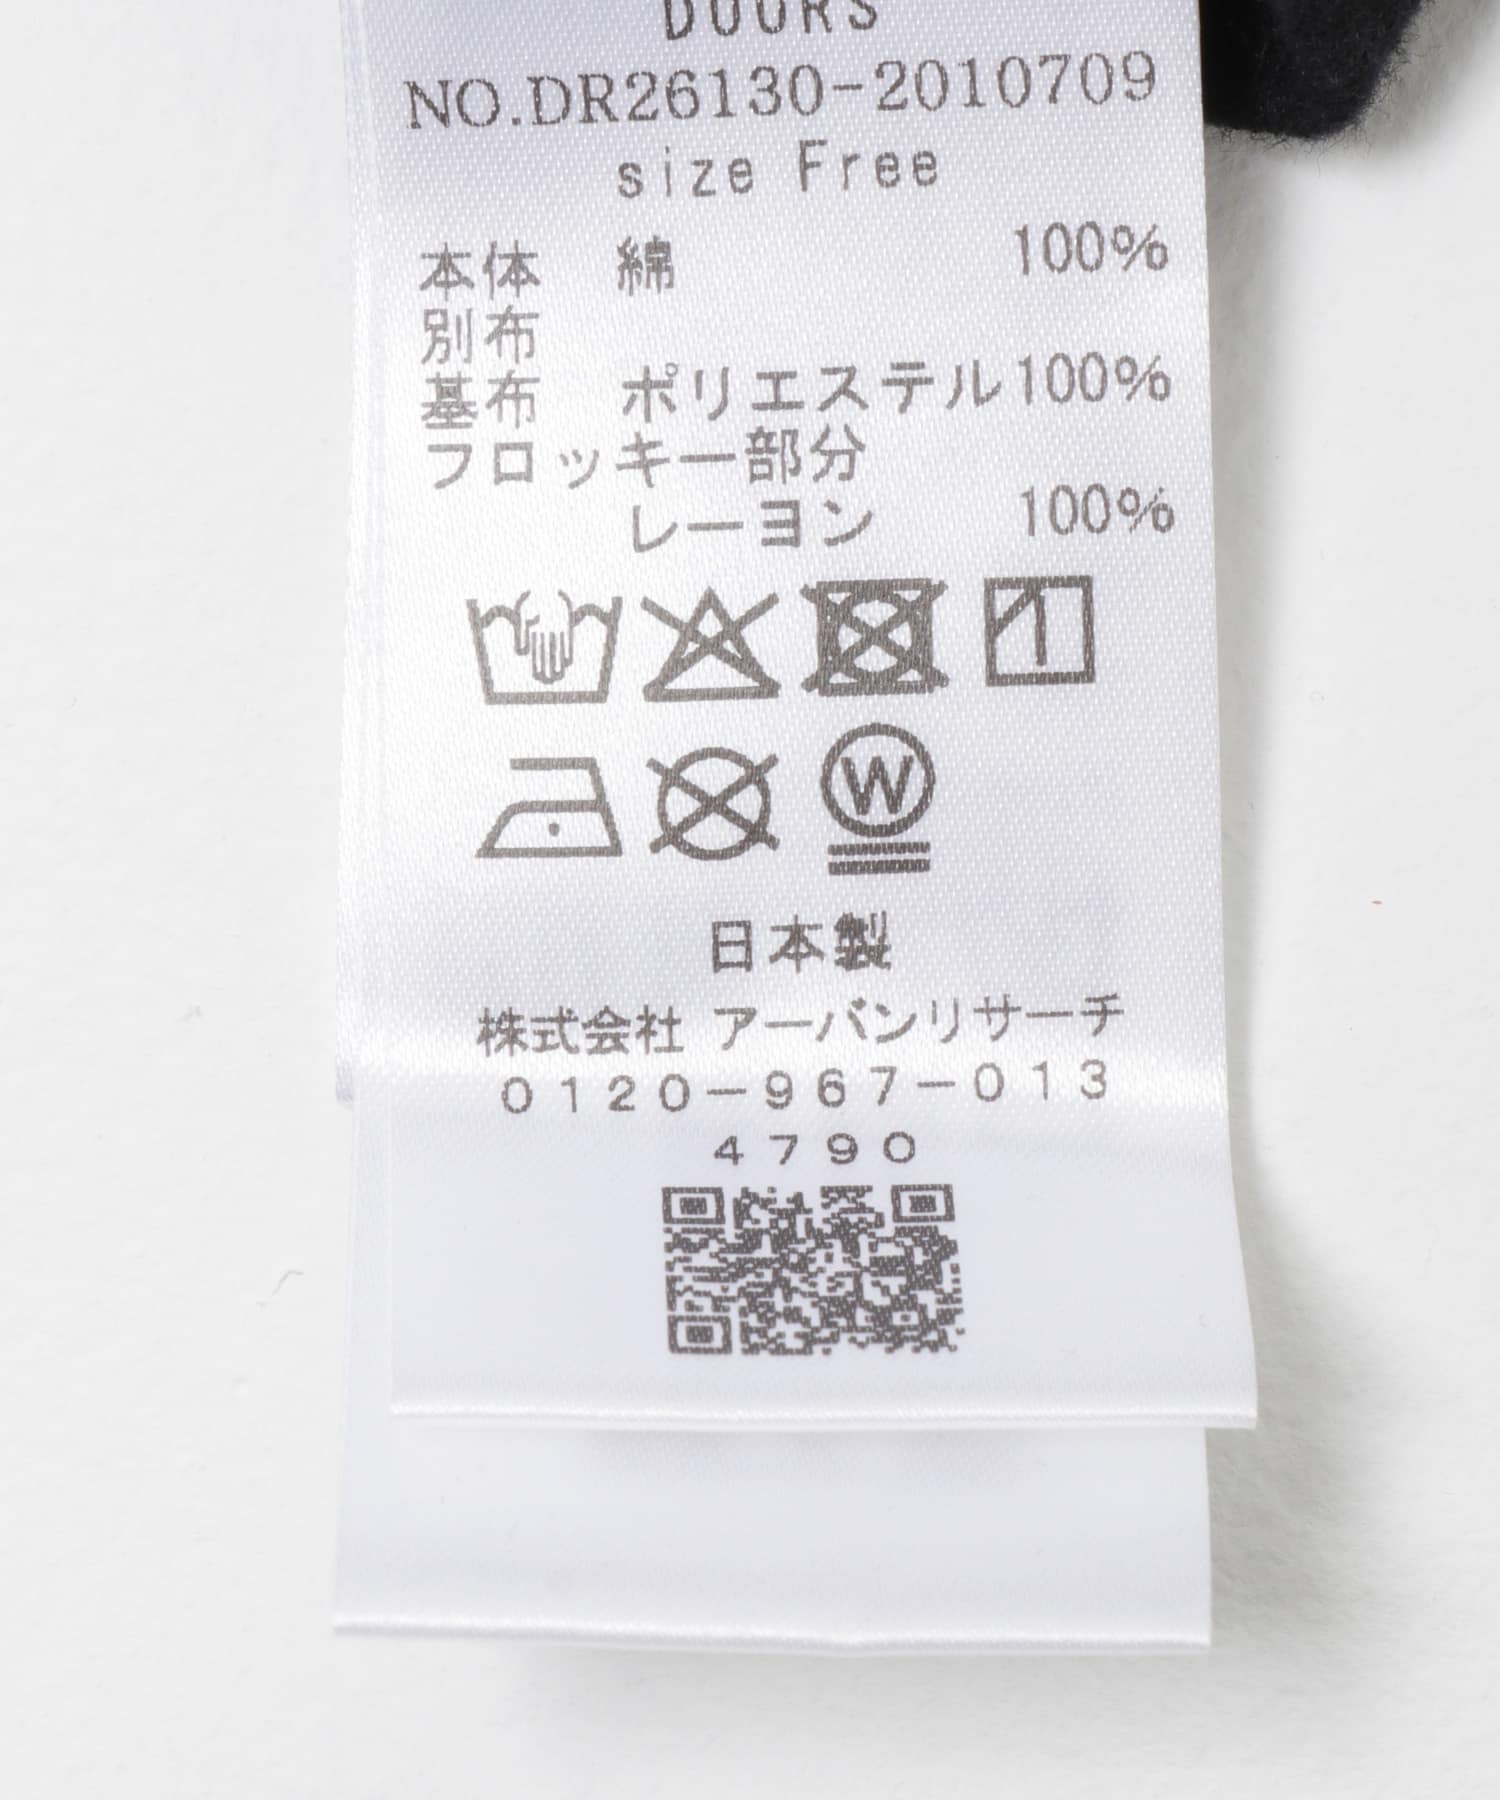 DOORS
NO.DR26130-2010709
size Free
本体 綿 100%
別布
基布 ポリエステル100%
フロッキー部分
レーヨン 100%
W
日本製
株式会社 アーバンリサーチ
0120-967-013
4790